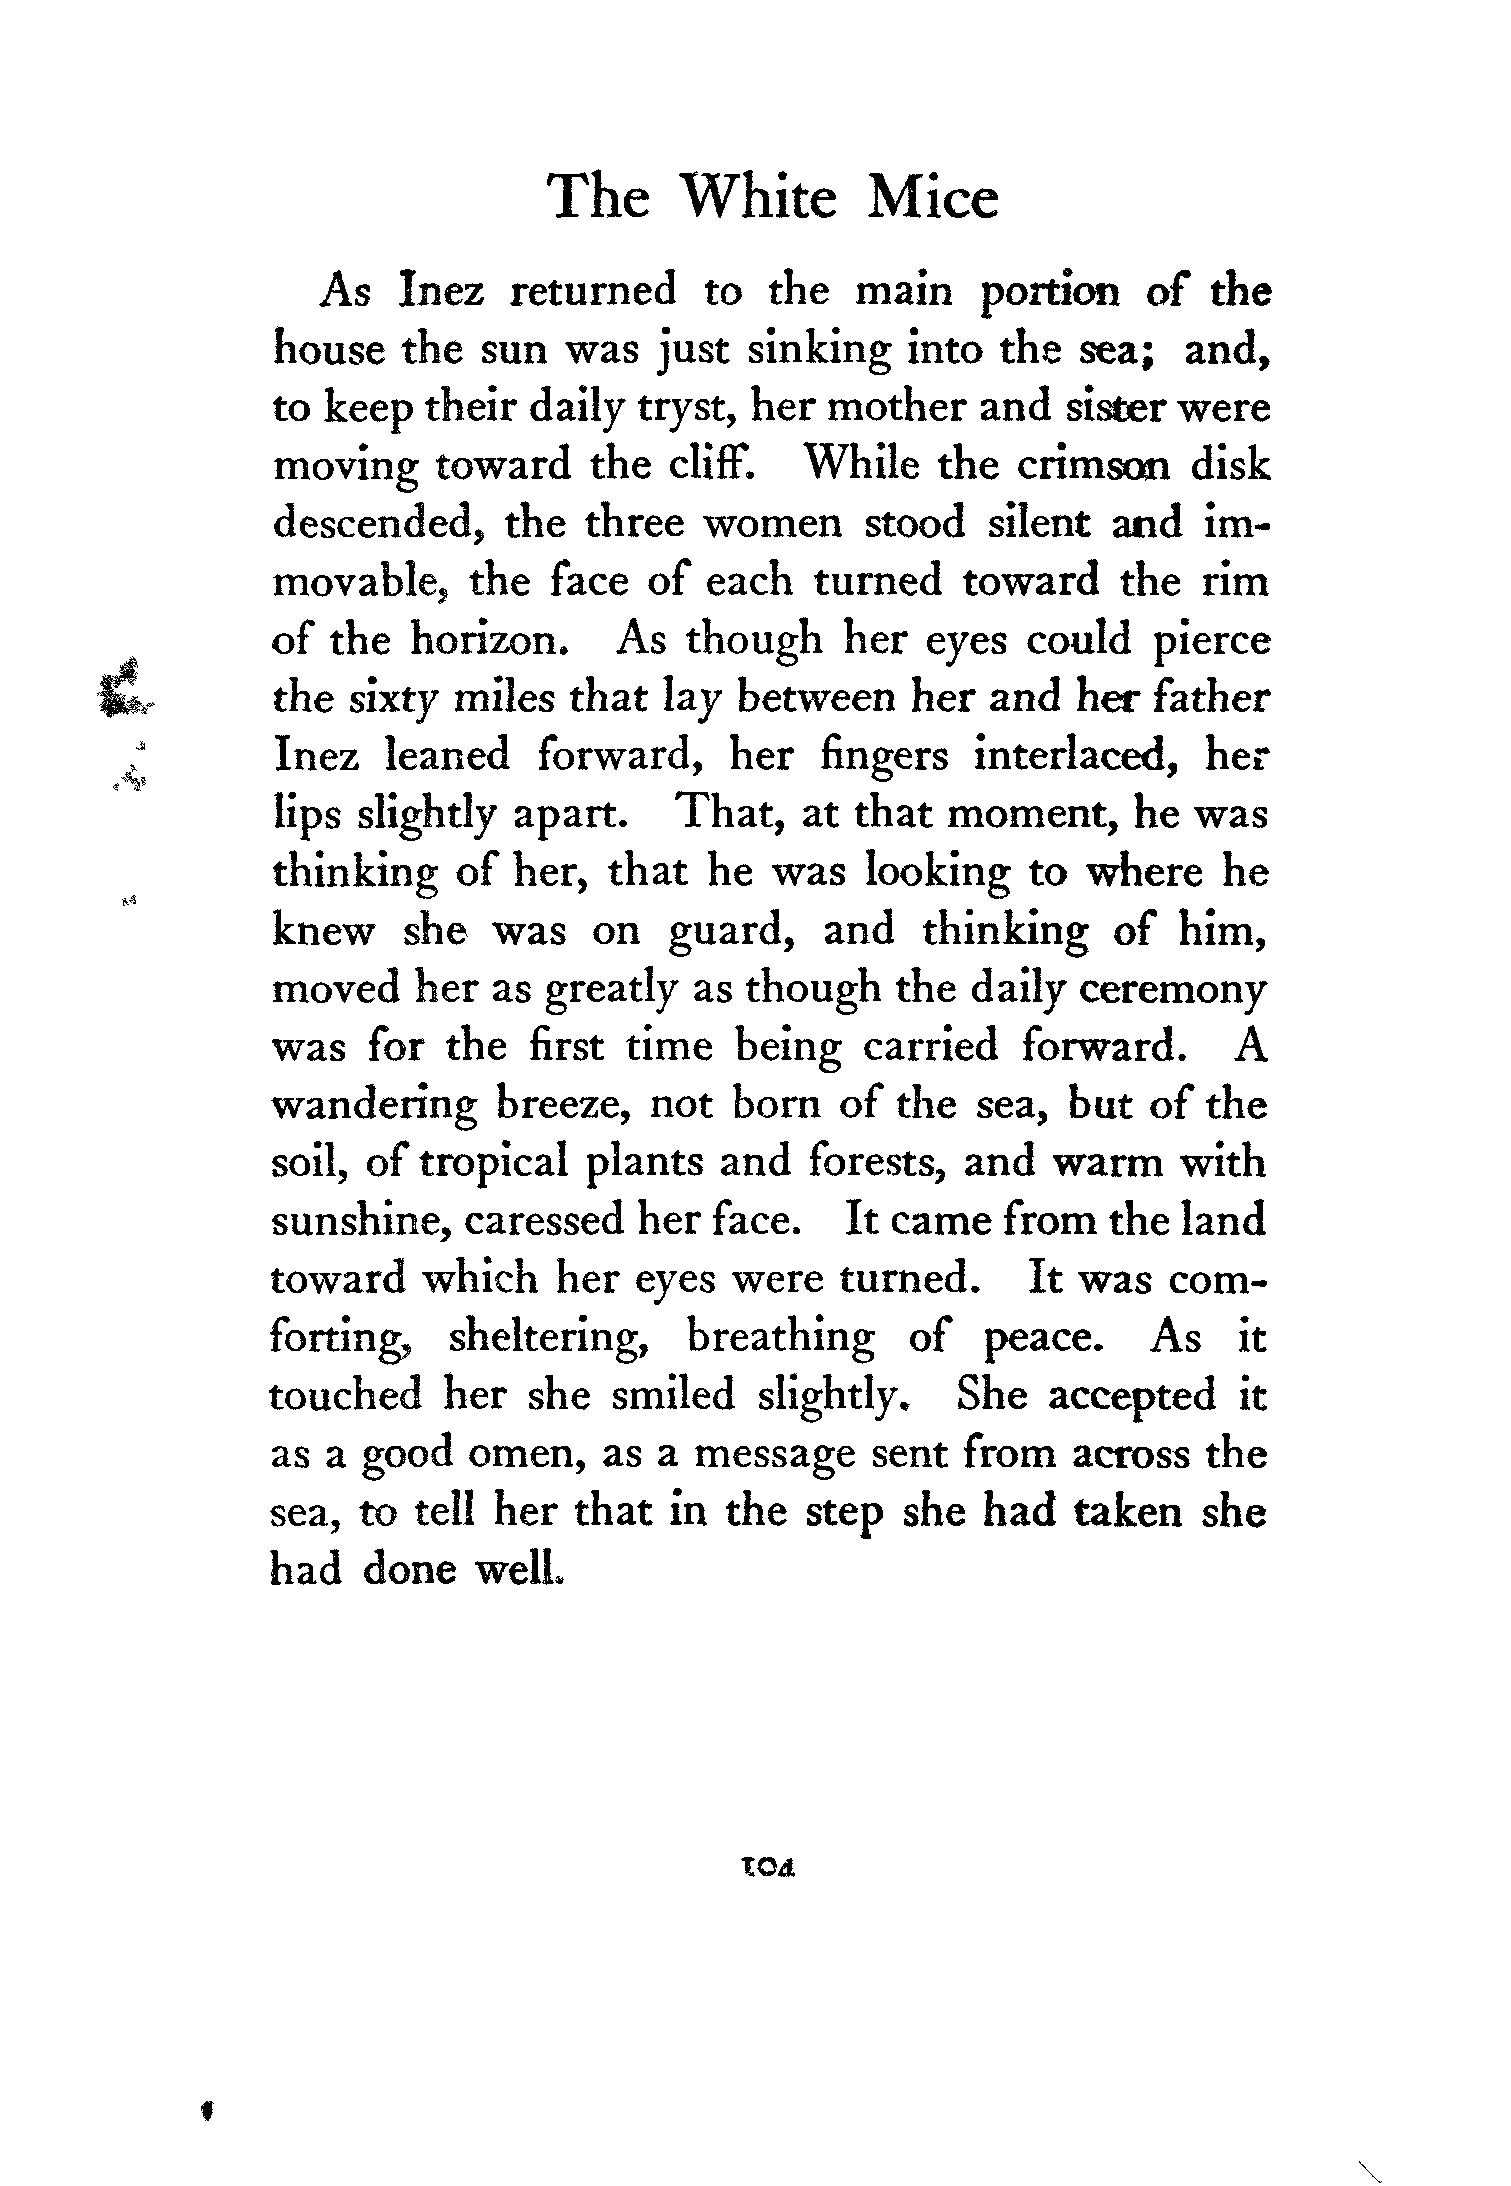 The White Mice
As Inez returned to the main portion of the
house the sun was just sinking into the sea; and,
to keep their daily tryst, her mother and sister were
moving toward the cliff. While the crimson disk
descended, the three women stood silent and im-
movable, the face of each turned toward the rim
of the horizon. As though her eyes could pierce
the sixty miles that lay between her and her father
Inez leaned forward, her fingers interlaced, her
lips slightly apart. That, at that moment, he was
thinking of her, that he was looking to where he
knew she was on guard, and thinking of him,
moved her as greatly as though the daily ceremony
was for the first time being carried forward. A
wandering breeze, not born of the sea, but of the
soil, of tropical plants and forests, and warm with
sunshine, caressed her face. It came from the land
toward which her eyes were turned. It was com-
forting, sheltering, breathing of peace. As it
touched her she smiled slightly. She accepted it
as a good omen, as a message sent from across the
sea, to tell her that in the step she had taken she
had done well.
104